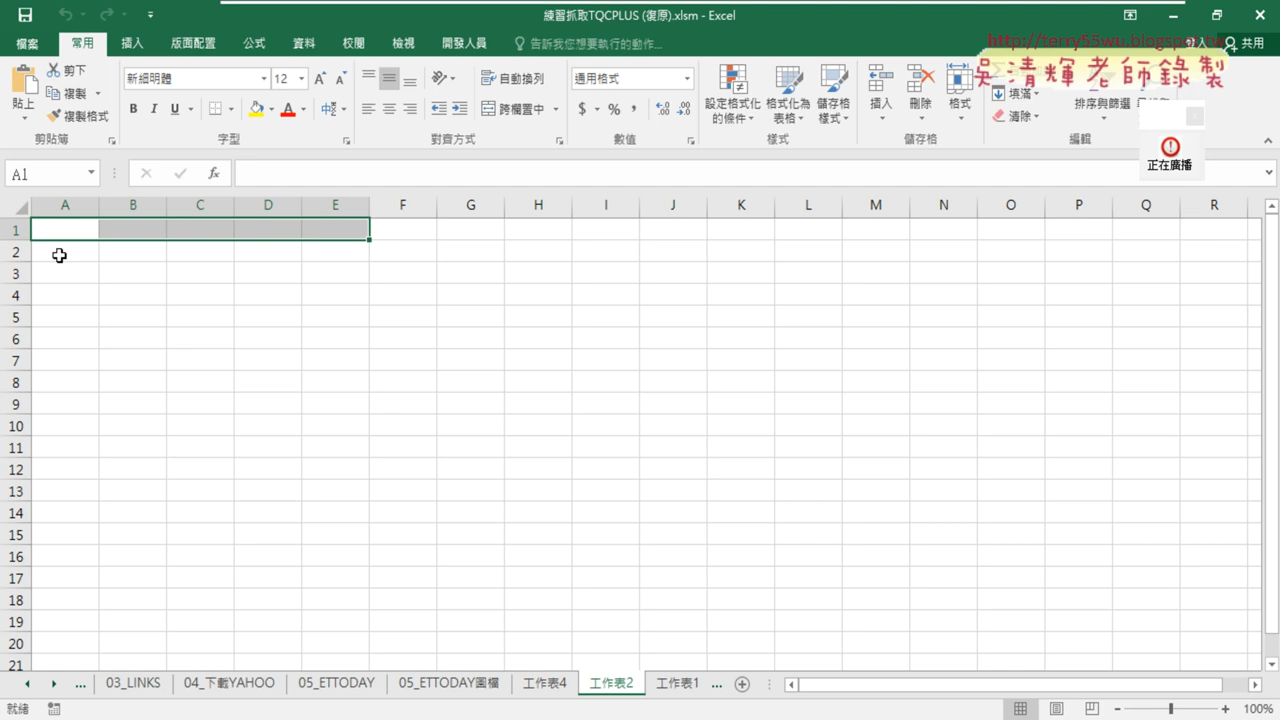 練習抓取TQCPLUS (復原).xlsm - Excel
檔案 常用 插入 版面配置 公式 資料 校閱 檢視 開發人員 告訴我您想要執行的動作... 共用
http://terry55wu.blogspot.tw
吳清輝老師錄製
貼上 剪下 複製 複製格式 剪貼簿
新細明體 12 字型
自動換列 跨欄置中 對齊方式
通用格式 數值
設定格式化的條件 格式化為表格 儲存格樣式 樣式
插入 刪除 格式 儲存格
填滿 清除 排序與篩選 編輯
正在廣播
A1 fx
A B C D E F G H I J K L M N O P Q R
1
2
3
4
5
6
7
8
9
10
11
12
13
14
15
16
17
18
19
20
21
... 03_LINKS 04_下載YAHOO 05_ETTODAY 05_ETTODAY圖檔 工作表4 工作表2 工作表1 ...
就緒 100%